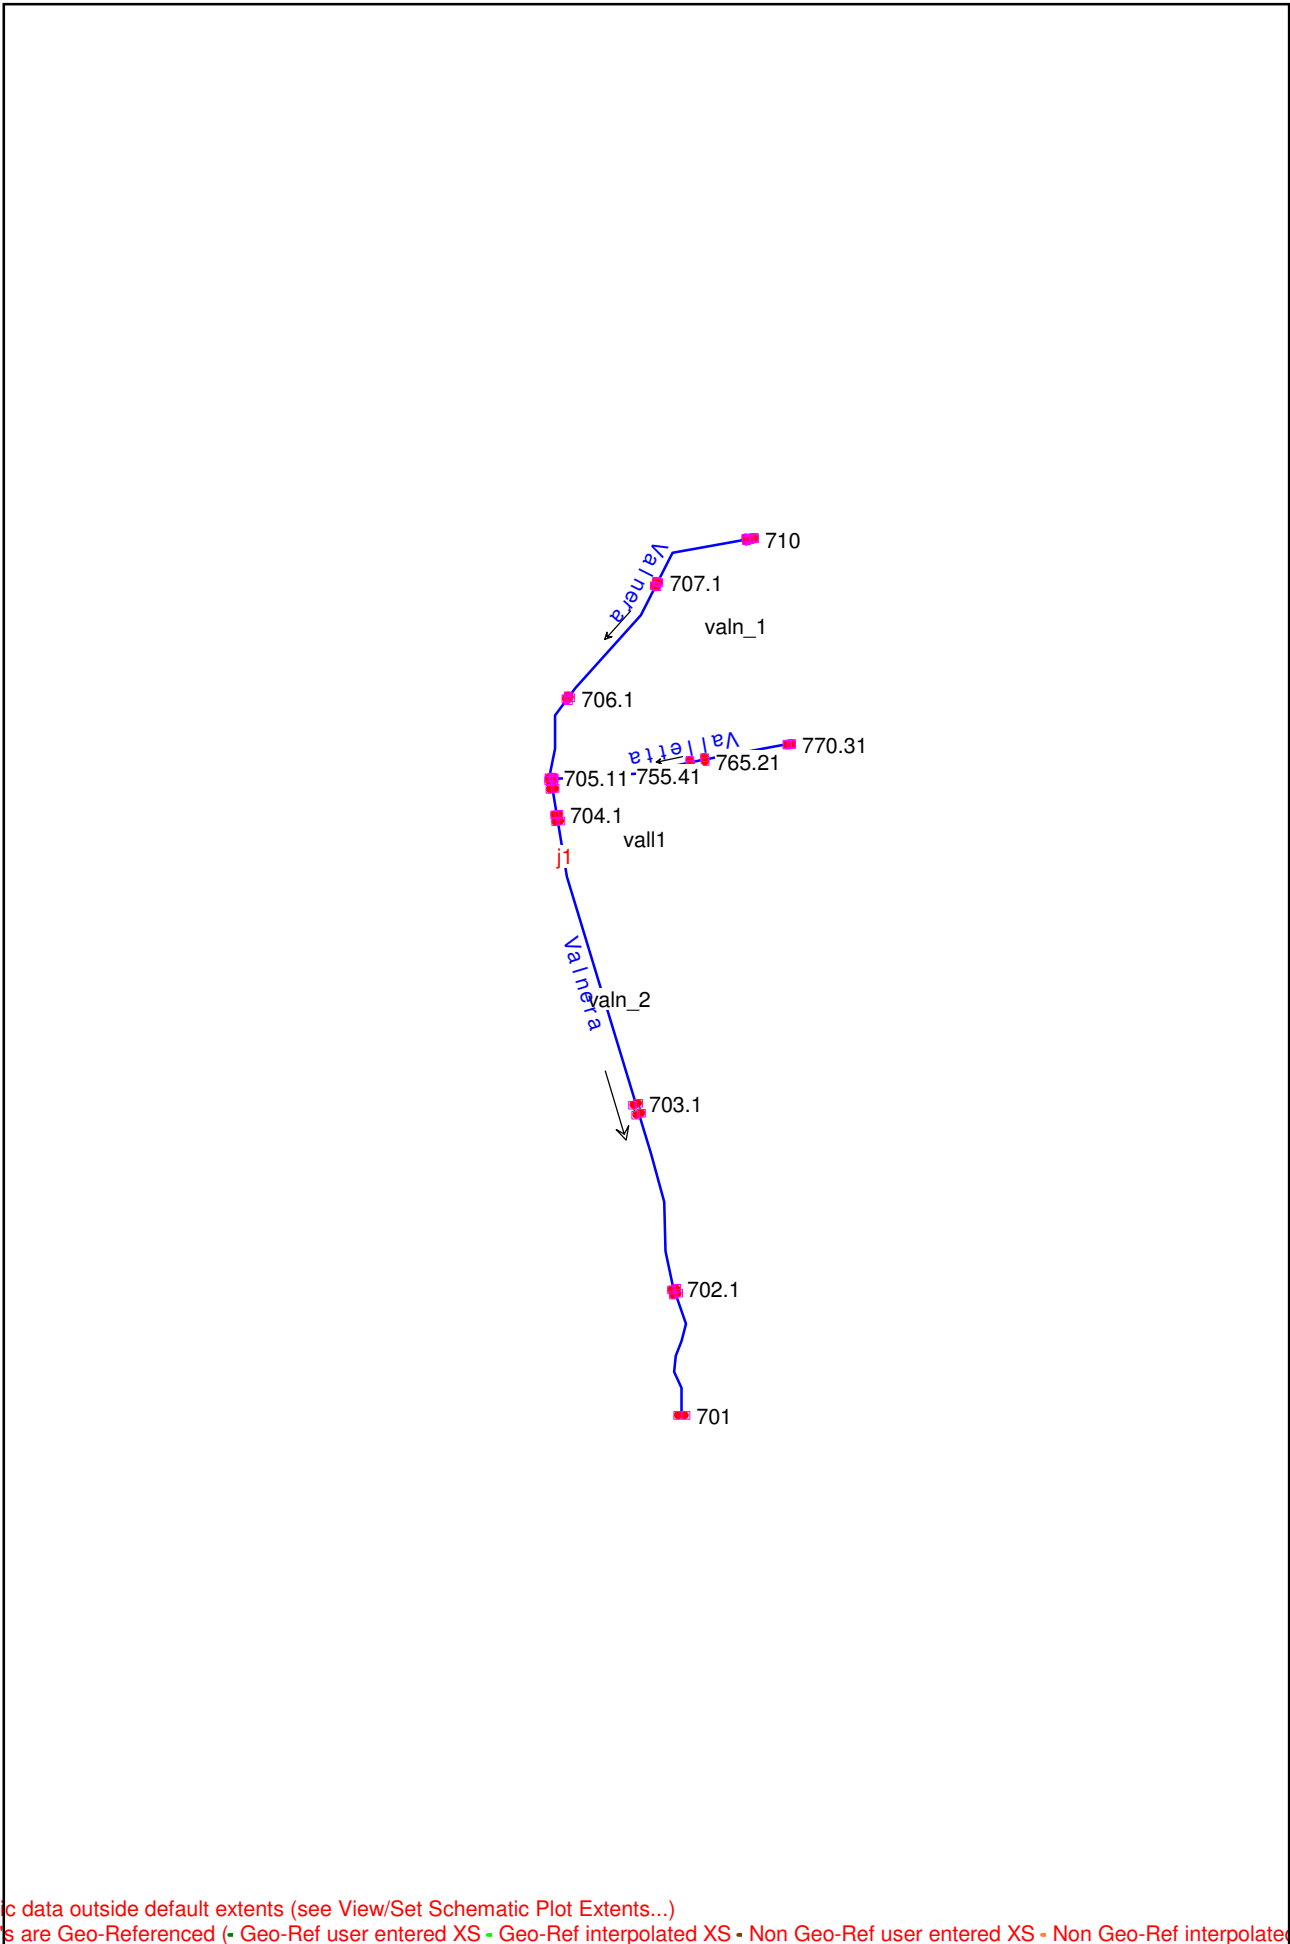 710
Valnera
707.1
valn_1
706.1
Valletta
770.31
765.21
705.11 755.41
704.1
vall1
j1
Valnera
valn_2
703.1
702.1
701
ic data outside default extents (see View/Set Schematic Plot Extents...)
's are Geo-Referenced ( Geo-Ref user entered XS Geo-Ref interpolated XS Non Geo-Ref user entered XS Non Geo-Ref interpolated